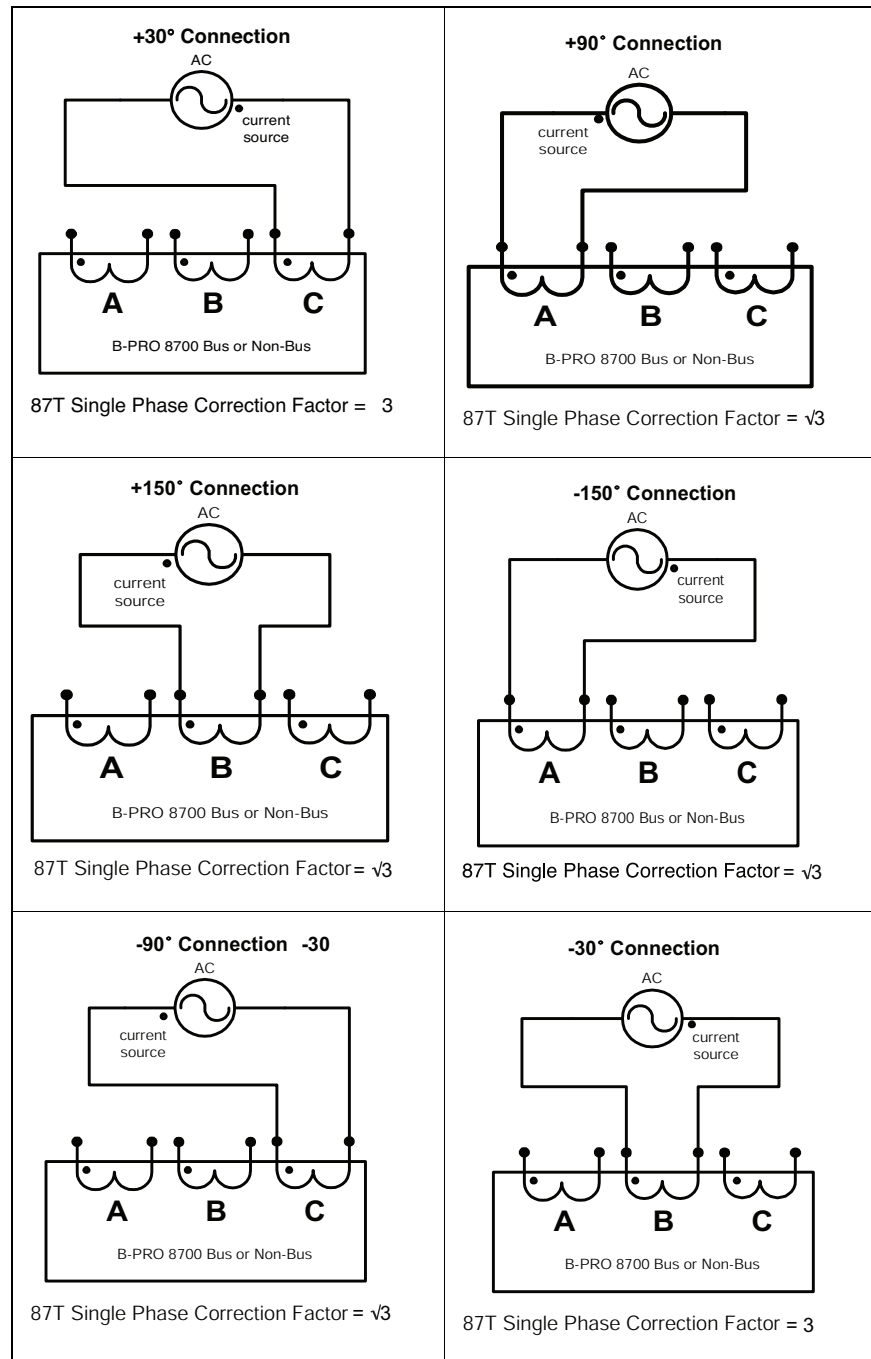 +30° Connection
AC
current
source
A B C
B-PRO 8700 Bus or Non-Bus
87T Single Phase Correction Factor = 3
+90° Connection
AC
current
source
A B C
B-PRO 8700 Bus or Non-Bus
87T Single Phase Correction Factor = √3
+150° Connection
AC
current
source
A B C
B-PRO 8700 Bus or Non-Bus
87T Single Phase Correction Factor = √3
-150° Connection
AC
current
source
A B C
B-PRO 8700 Bus or Non-Bus
87T Single Phase Correction Factor = √3
-90° Connection -30
AC
current
source
A B C
B-PRO 8700 Bus or Non-Bus
87T Single Phase Correction Factor = √3
-30° Connection
AC
current
source
A B C
B-PRO 8700 Bus or Non-Bus
87T Single Phase Correction Factor = 3